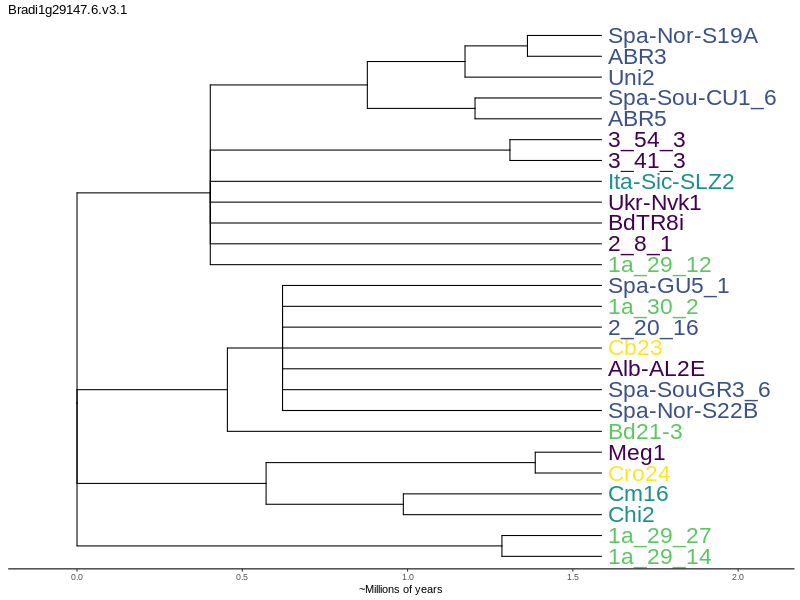 Bradi1g29147.6.v3.1
Spa-Nor-S19A
ABR3
Uni2
Spa-Sou-CU1_6
ABR5
3_54_3
3_41_3
Ita-Sic-SLZ2
Ukr-Nvk1
BdTR8i
2_8_1
1a_29_12
Spa-GU5_1
1a_30_2
2_20_16
Cb23
Alb-AL2E
Spa-SouGR3_6
Spa-Nor-S22B
Bd21-3
Meg1
Cro24
Cm16
Chi2
1a_29_27
1a_29_14
0.0 0.5 1.0 1.5 2.0
~Millions of years